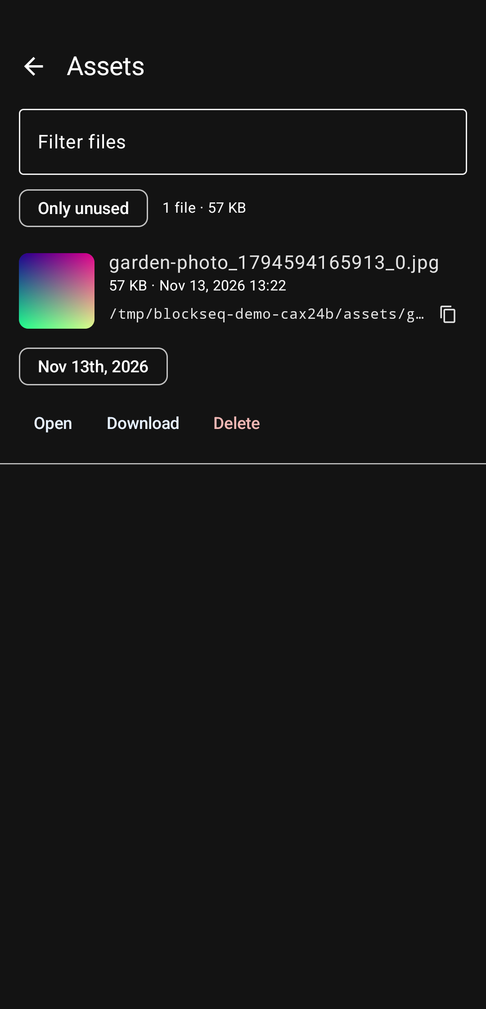 Assets
Filter files
Only unused
1 file · 57 KB
garden-photo_1794594165913_0.jpg
57 KB · Nov 13, 2026 13:22
/tmp/blockseq-demo-cax24b/assets/g…
Nov 13th, 2026
Open
Download
Delete